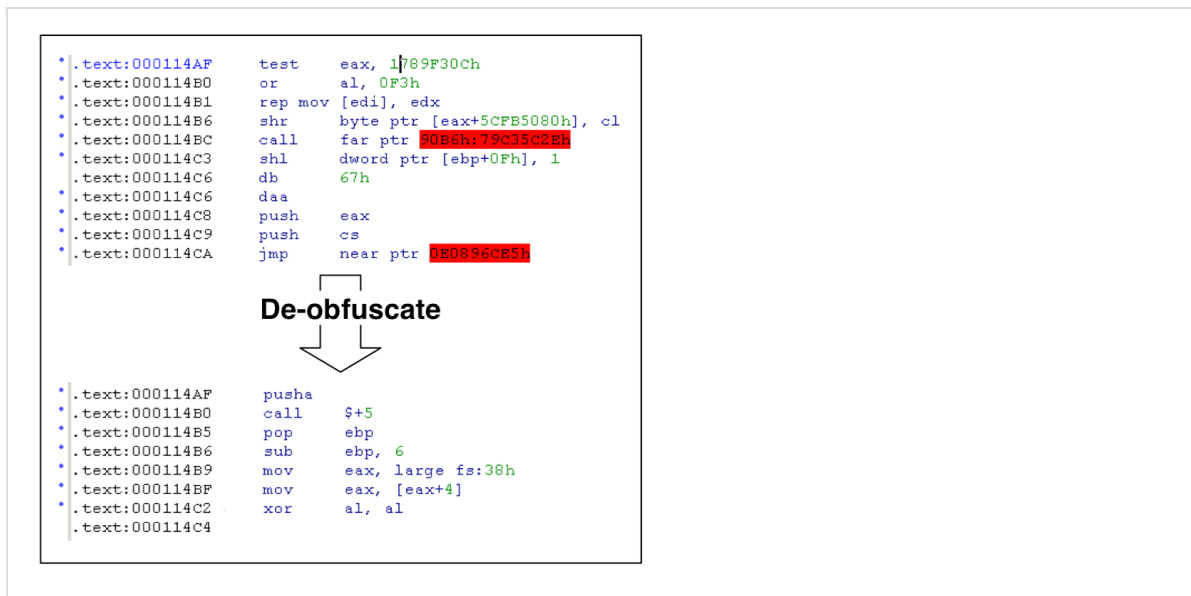 .text:000114AF test eax, 1789F30Ch
.text:000114B0 or al, 0F3h
.text:000114B1 rep mov [edi], edx
.text:000114B6 shr byte ptr [eax+5CFB5080h], cl
.text:000114BC call far ptr 90B6h:79C35C2Eh
.text:000114C3 shl dword ptr [ebp+0Fh], 1
.text:000114C6 db 67h
.text:000114C6 daa
.text:000114C8 push eax
.text:000114C9 push cs
.text:000114CA jmp near ptr 0E0896CE5h
De-obfuscate
.text:000114AF pusha
.text:000114B0 call $+5
.text:000114B5 pop ebp
.text:000114B6 sub ebp, 6
.text:000114B9 mov eax, large fs:38h
.text:000114BF mov eax, [eax+4]
.text:000114C2 xor al, al
.text:000114C4